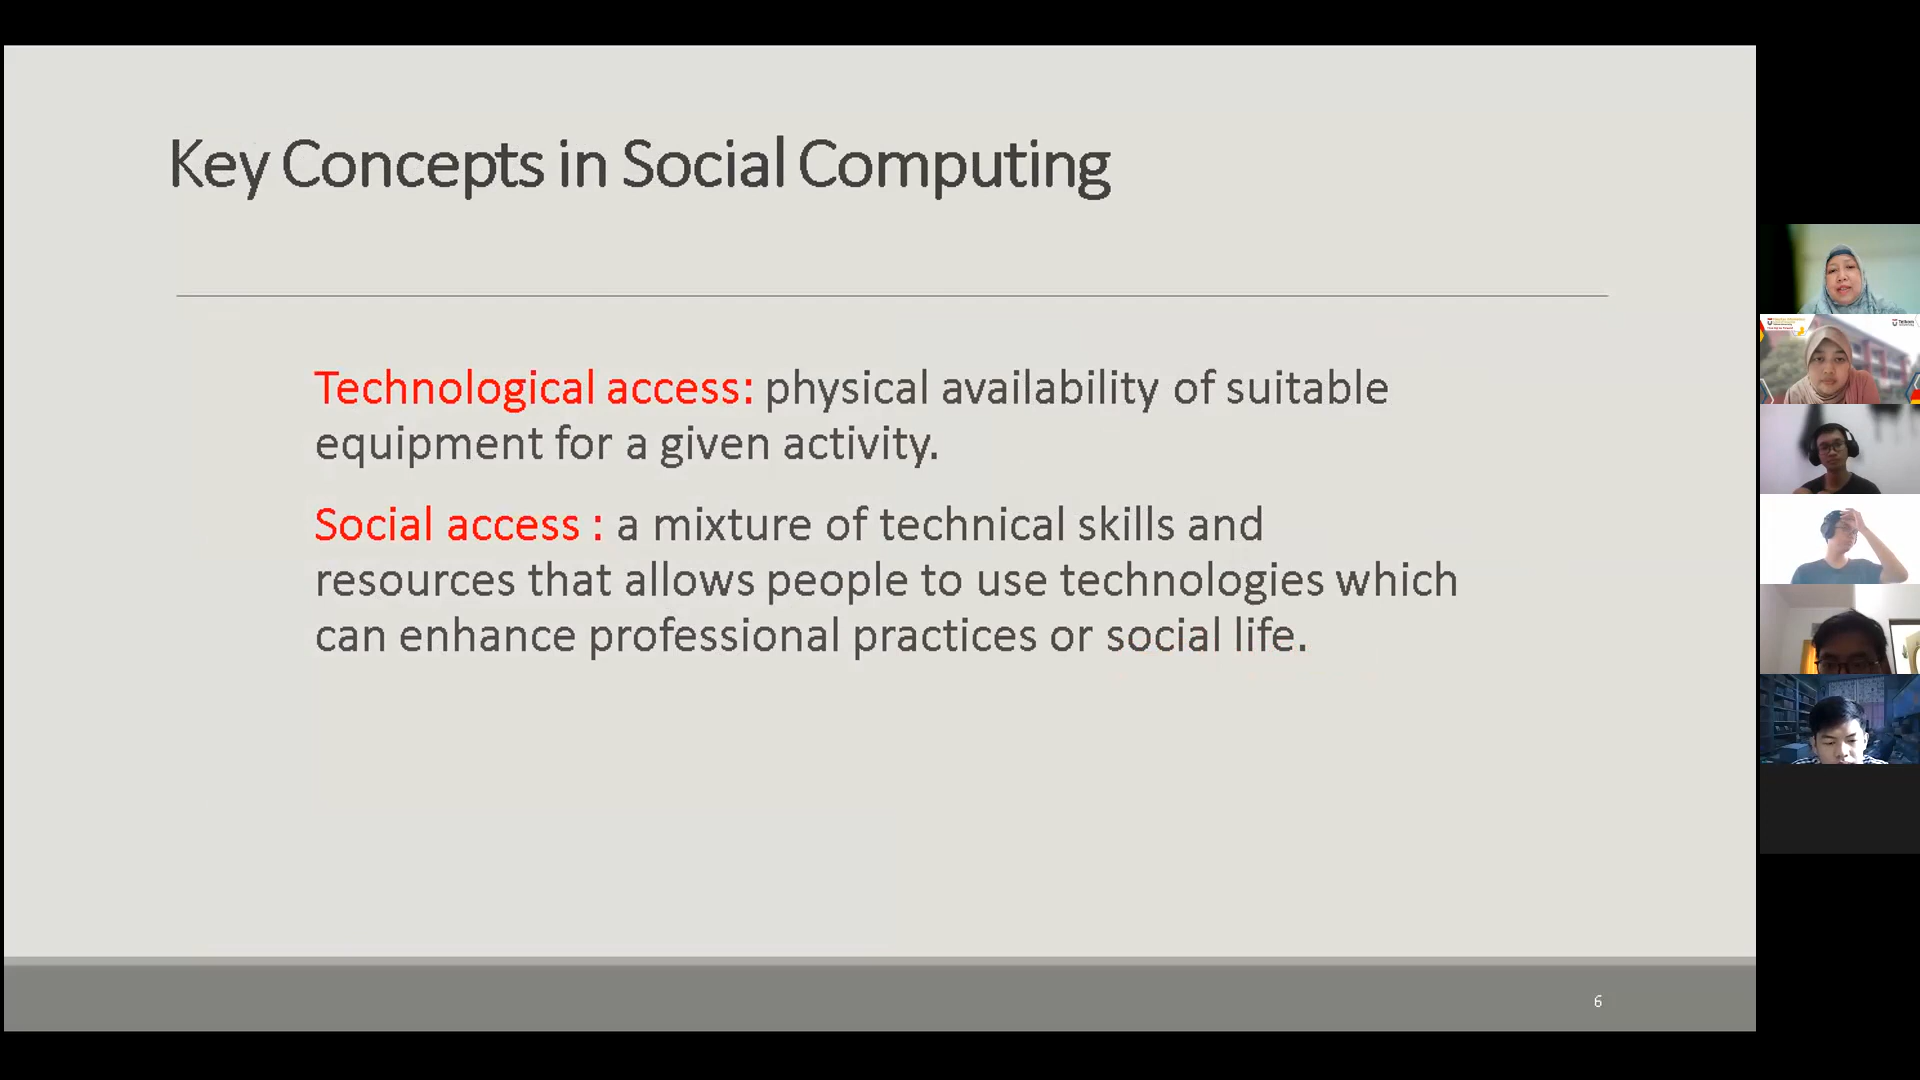 Key Concepts in Social Computing
Technological access: physical availability of suitable
equipment for a given activity.
Social access : a mixture of technical skills and
resources that allows people to use technologies which
can enhance professional practices or social life.
6
Telkom